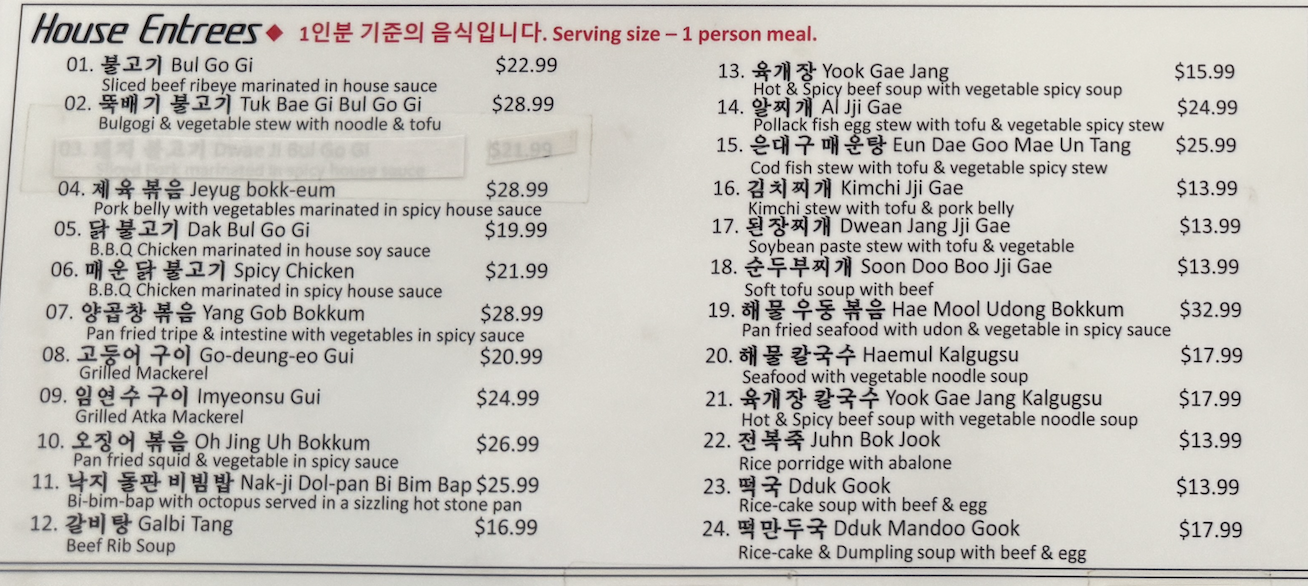 House Entrees ◆ 1인분 기준의 음식입니다. Serving size – 1 person meal.
01. 불고기 Bul Go Gi $22.99
Sliced beef ribeye marinated in house sauce
02. 뚝배기 불고기 Tuk Bae Gi Bul Go Gi $28.99
Bulgogi & vegetable stew with noodle & tofu
03. 돼지 불고기 Dwae Ji Bul Go Gi $21.99
Sliced Pork marinated in spicy house sauce
04. 제육 볶음 Jeyug bokk-eum $28.99
Pork belly with vegetables marinated in spicy house sauce
05. 닭 불고기 Dak Bul Go Gi $19.99
B.B.Q Chicken marinated in house soy sauce
06. 매운 닭 불고기 Spicy Chicken $21.99
B.B.Q Chicken marinated in spicy house sauce
07. 양곱창 볶음 Yang Gob Bokkum $28.99
Pan fried tripe & intestine with vegetables in spicy sauce
08. 고등어 구이 Go-deung-eo Gui $20.99
Grilled Mackerel
09. 임연수 구이 Imyeonsu Gui $24.99
Grilled Atka Mackerel
10. 오징어 볶음 Oh Jing Uh Bokkum $26.99
Pan fried squid & vegetable in spicy sauce
11. 낙지 돌판 비빔밥 Nak-ji Dol-pan Bi Bim Bap $25.99
Bi-bim-bap with octopus served in a sizzling hot stone pan
12. 갈비탕 Galbi Tang $16.99
Beef Rib Soup
13. 육개장 Yook Gae Jang $15.99
Hot & Spicy beef soup with vegetable spicy soup
14. 알찌개 Al Jji Gae $24.99
Pollack fish egg stew with tofu & vegetable spicy stew
15. 은대구 매운탕 Eun Dae Goo Mae Un Tang $25.99
Cod fish stew with tofu & vegetable spicy stew
16. 김치찌개 Kimchi Jji Gae $13.99
Kimchi stew with tofu & pork belly
17. 된장찌개 Dwean Jang Jji Gae $13.99
Soybean paste stew with tofu & vegetable
18. 순두부찌개 Soon Doo Boo Jji Gae $13.99
Soft tofu soup with beef
19. 해물 우동 볶음 Hae Mool Udong Bokkum $32.99
Pan fried seafood with udon & vegetable in spicy sauce
20. 해물 칼국수 Haemul Kalgugsu $17.99
Seafood with vegetable noodle soup
21. 육개장 칼국수 Yook Gae Jang Kalgugsu $17.99
Hot & Spicy beef soup with vegetable noodle soup
22. 전복죽 Juhn Bok Jook $13.99
Rice porridge with abalone
23. 떡국 Dduk Gook $13.99
Rice-cake soup with beef & egg
24. 떡만두국 Dduk Mandoo Gook $17.99
Rice-cake & Dumpling soup with beef & egg